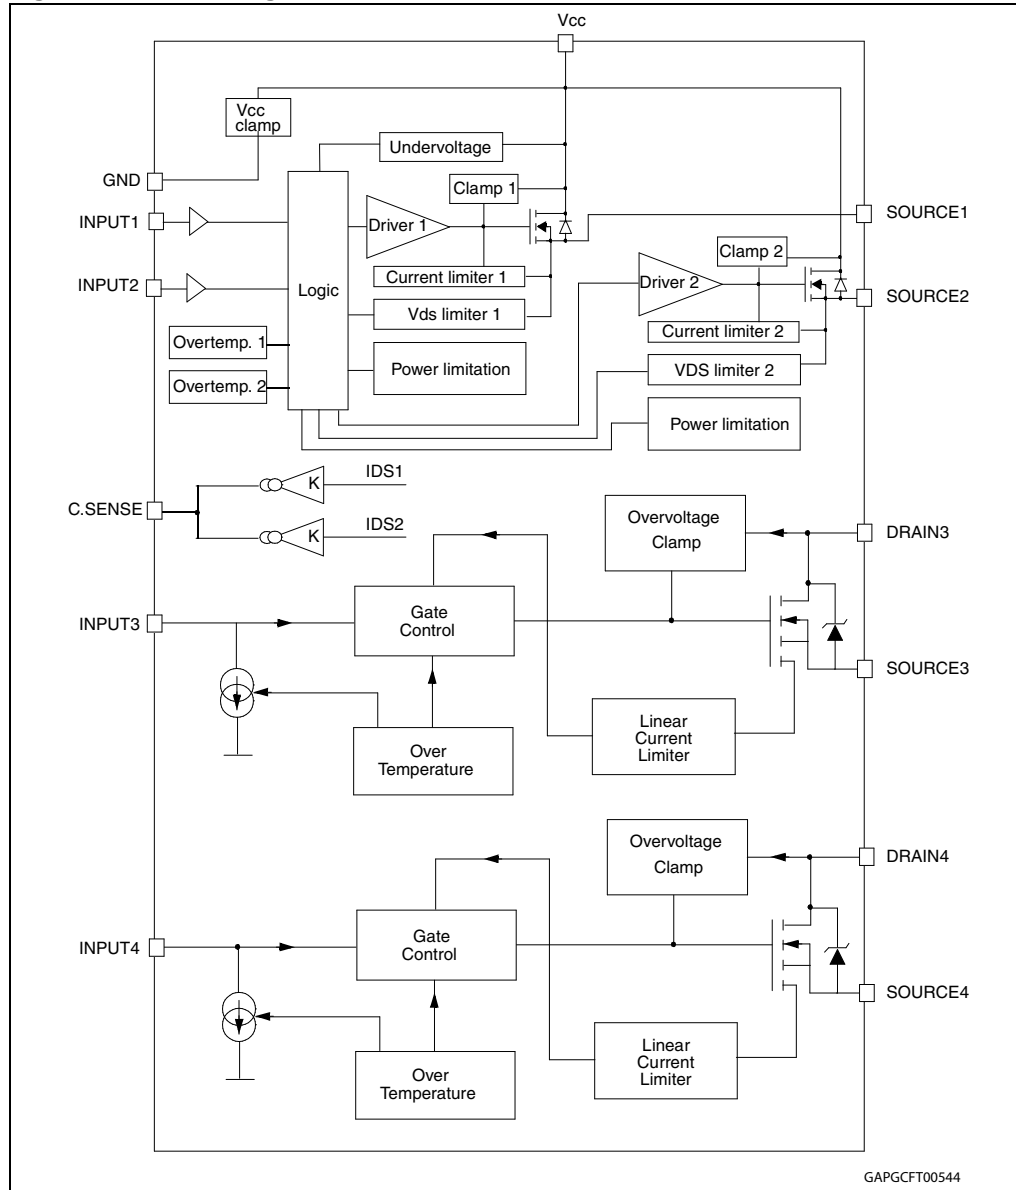 Vcc
Vcc
clamp
Undervoltage
GND
Clamp 1
INPUT1
Driver 1
SOURCE1
Clamp 2
INPUT2
Logic
Current limiter 1
Driver 2
SOURCE2
Vds limiter 1
Current limiter 2
Overtemp. 1
Power limitation
VDS limiter 2
Overtemp. 2
Power limitation
IDS1
K
C.SENSE
IDS2
K
Overvoltage
Clamp
DRAIN3
INPUT3
Gate
Control
SOURCE3
Linear
Current
Limiter
Over
Temperature
Overvoltage
Clamp
DRAIN4
INPUT4
Gate
Control
SOURCE4
Linear
Current
Limiter
Over
Temperature
GAPGCFT00544